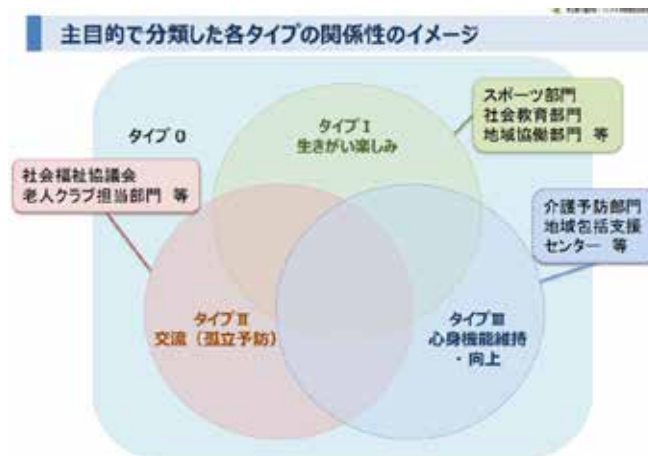 主目的で分類した各タイプの関係性のイメージ
タイプ0
タイプⅠ
生きがい楽しみ
スポーツ部門
社会教育部門
地域協働部門 等
社会福祉協議会
老人クラブ担当部門 等
介護予防部門
地域包括支援
センター 等
タイプⅡ
交流（孤立予防）
タイプⅢ
心身機能維持
・向上